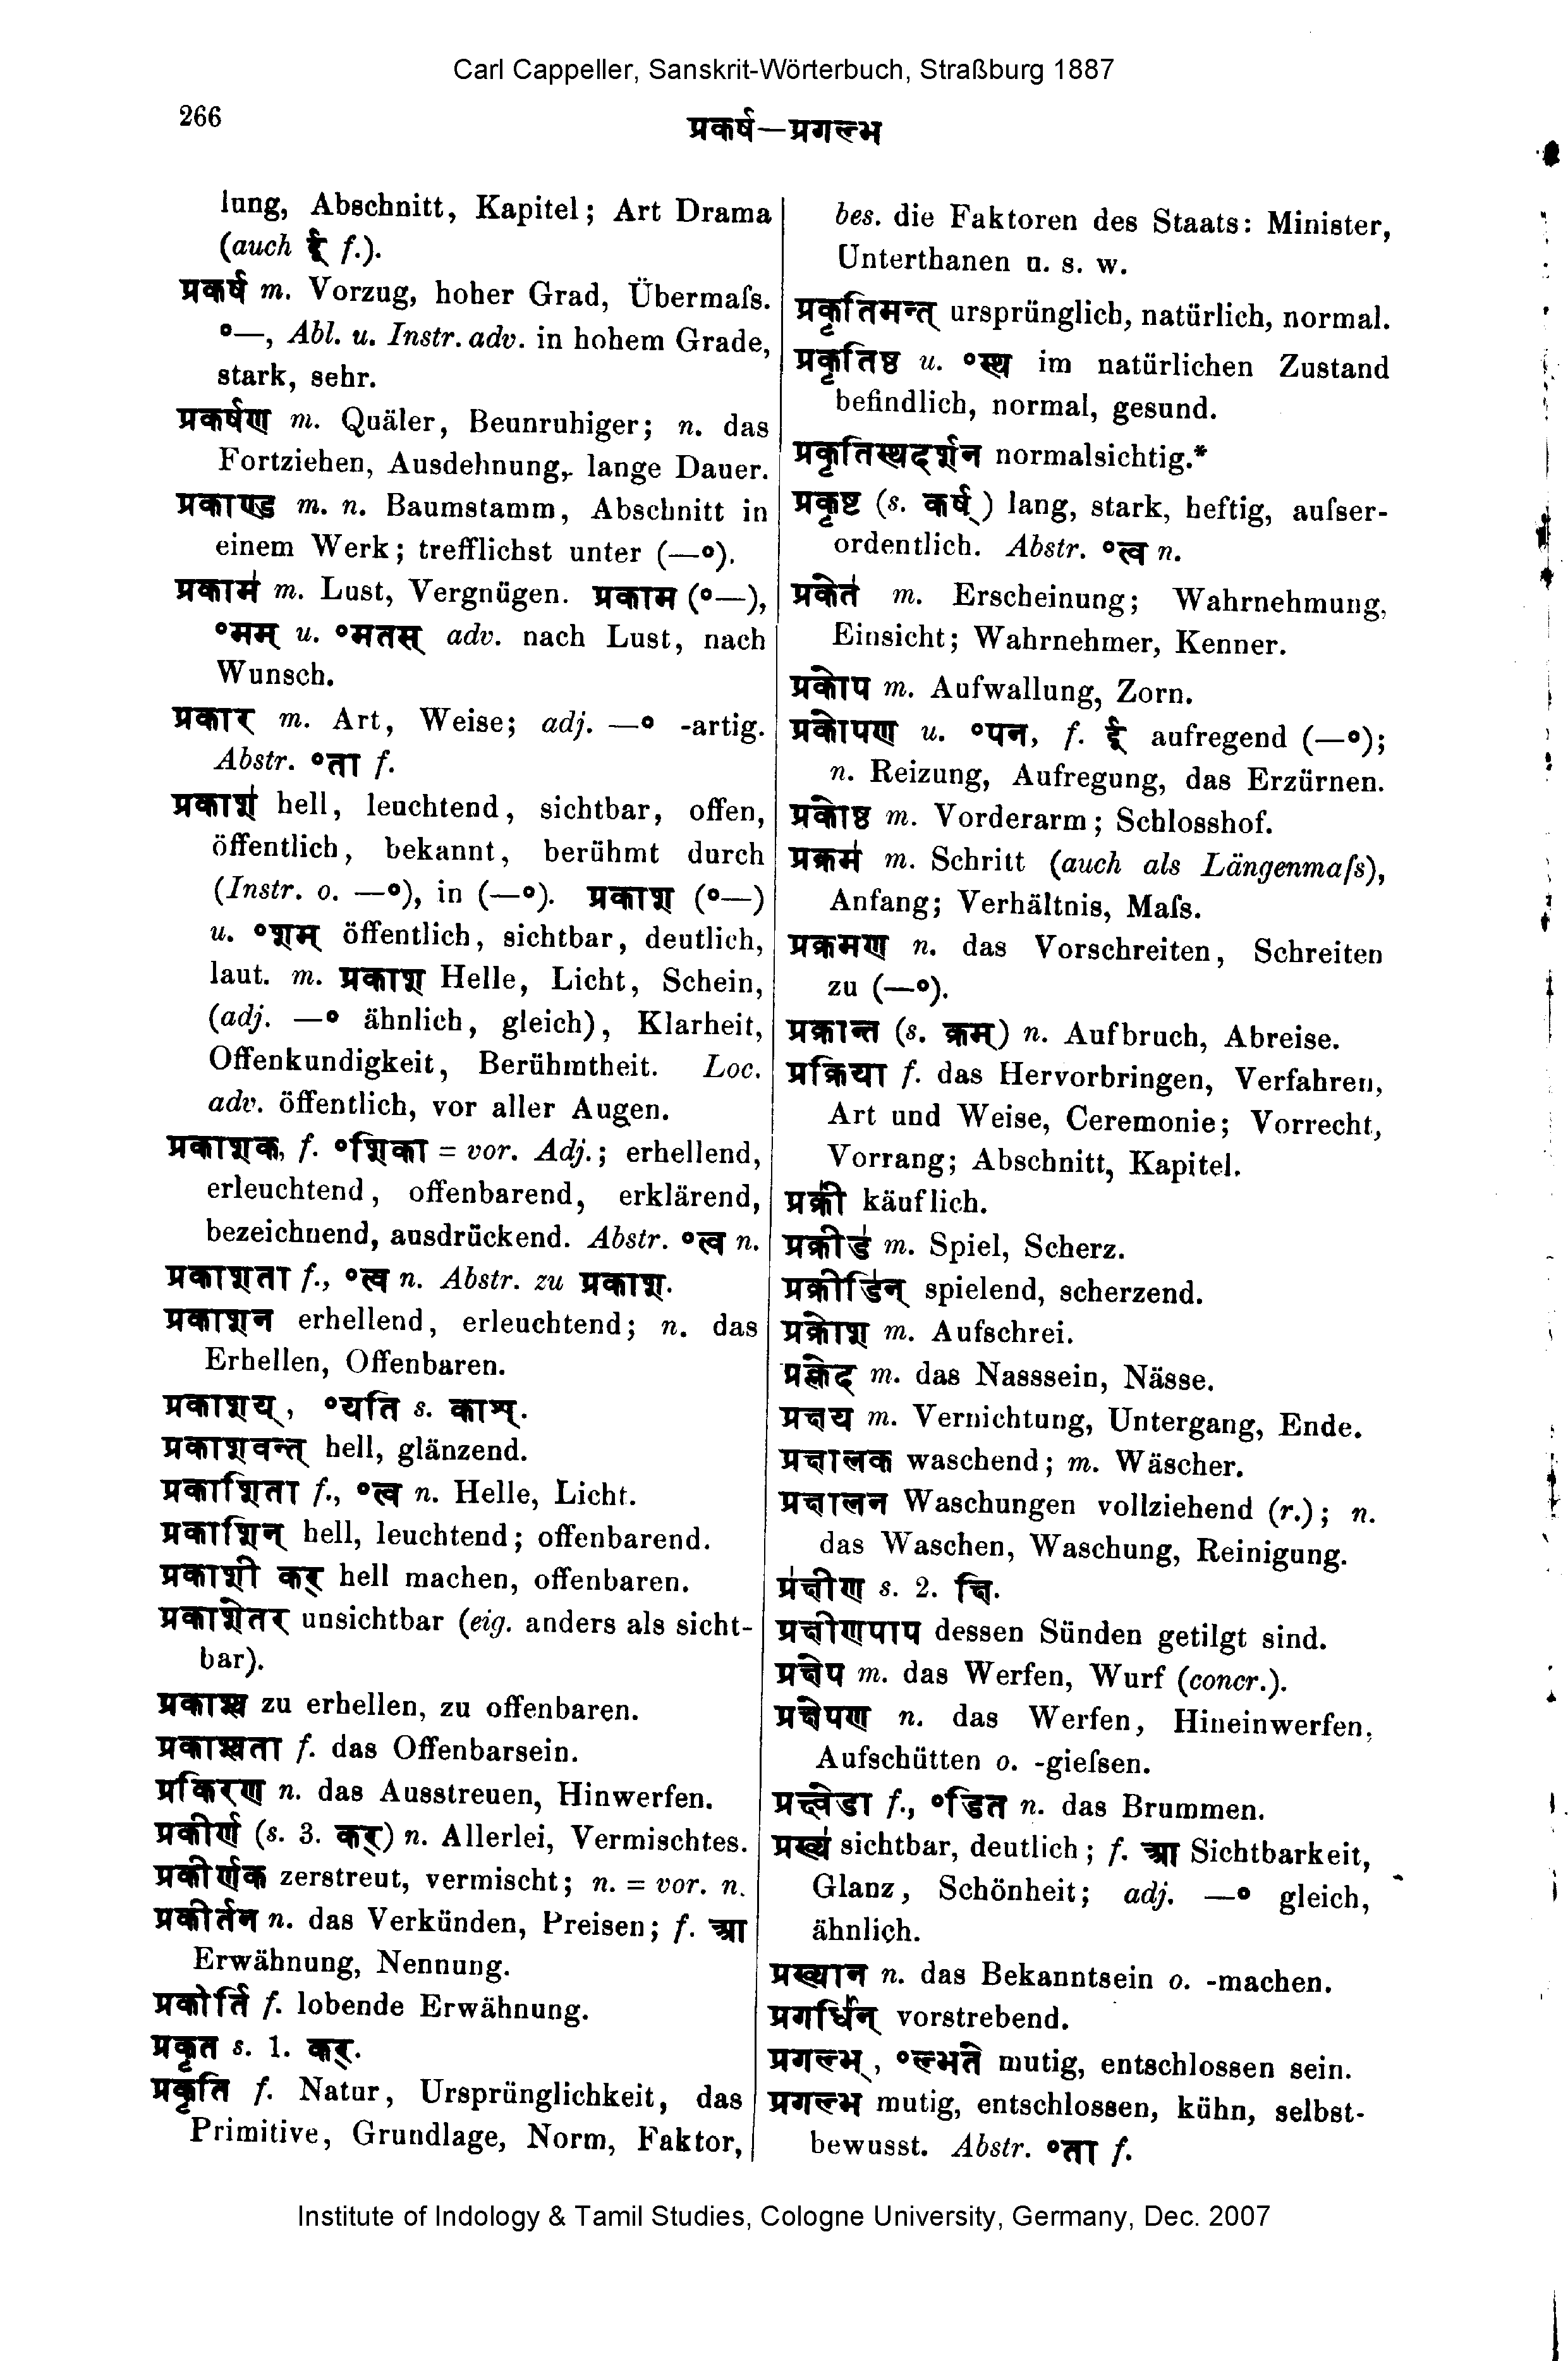 Carl Cappeller, Sanskrit-Wörterbuch, Straßburg 1887
266
प्रकर्ष—प्रगल्भ
lung, Abschnitt, Kapitel; Art Drama
(auch ई f.).
प्रकर्ष m. Vorzug, hoher Grad, Übermaſs.
°—, Abl. u. Instr. adv. in hohem Grade,
stark, sehr.
प्रकर्षण m. Quäler, Beunruhiger; n. das
Fortziehen, Ausdehnung, lange Dauer.
प्रकाण्ड m. n. Baumstamm, Abschnitt in
einem Werk; trefflichst unter (—°).
प्रकाम॑ m. Lust, Vergnügen. प्रकाम (°—),
°मम् u. °मतस् adv. nach Lust, nach
Wunsch.
प्रकार m. Art, Weise; adj. —° -artig.
Abstr. °ता f.
प्रकाश॑ hell, leuchtend, sichtbar, offen,
öffentlich, bekannt, berühmt durch
(Instr. o. —°), in (—°). प्रकाश (°—)
u. °शम् öffentlich, sichtbar, deutlich,
laut. m. प्रकाश Helle, Licht, Schein,
(adj. —° ähnlich, gleich), Klarheit,
Offenkundigkeit, Berühmtheit. Loc.
adv. öffentlich, vor aller Augen.
प्रकाशक, f. °शिका = vor. Adj.; erhellend,
erleuchtend, offenbarend, erklärend,
bezeichnend, ausdrückend. Abstr. °त्व n.
प्रकाशता f., °त्व n. Abstr. zu प्रकाश.
प्रकाशन erhellend, erleuchtend; n. das
Erhellen, Offenbaren.
प्रकाशय्, °यति s. काश्.
प्रकाशवन्त् hell, glänzend.
प्रकाशिता f., °त्व n. Helle, Licht.
प्रकाशिन् hell, leuchtend; offenbarend.
प्रकाशी कर् hell machen, offenbaren.
प्रकाशेतर unsichtbar (eig. anders als sicht-
bar).
प्रकाश्य zu erhellen, zu offenbaren.
प्रकाश्यता f. das Offenbarsein.
प्रकिरण n. das Ausstreuen, Hinwerfen.
प्रकीर्ण (s. 3. कर्) n. Allerlei, Vermischtes.
प्रकीर्णक zerstreut, vermischt; n. = vor. n.
प्रकीर्तन n. das Verkünden, Preisen; f. आ
Erwähnung, Nennung.
प्रकीर्ति f. lobende Erwähnung.
प्रकृत s. 1. कर्.
प्रकृति f. Natur, Ursprünglichkeit, das
Primitive, Grundlage, Norm, Faktor,
bes. die Faktoren des Staats: Minister,
Unterthanen u. s. w.
प्रकृतिमन्त् ursprünglich, natürlich, normal.
प्रकृतिष्ठ u. °स्थ im natürlichen Zustand
befindlich, normal, gesund.
प्रकृतिस्थदर्शन normalsichtig.*
प्रकृष्ट (s. कर्ष्) lang, stark, heftig, auſser-
ordentlich. Abstr. °त्व n.
प्रकेत॑ m. Erscheinung; Wahrnehmung,
Einsicht; Wahrnehmer, Kenner.
प्रकोप m. Aufwallung, Zorn.
प्रकोपण u. °पन, f. ई aufregend (—°);
n. Reizung, Aufregung, das Erzürnen.
प्रकोष्ठ m. Vorderarm; Schlosshof.
प्रक्रम॑ m. Schritt (auch als Längenmaſs),
Anfang; Verhältnis, Maſs.
प्रक्रमण n. das Vorschreiten, Schreiten
zu (—°).
प्रक्रान्त (s. क्रम्) n. Aufbruch, Abreise.
प्रक्रिया f. das Hervorbringen, Verfahren,
Art und Weise, Ceremonie; Vorrecht,
Vorrang; Abschnitt, Kapitel.
प्रक्री॑ käuflich.
प्रक्रीड॑ m. Spiel, Scherz.
प्रक्रीडि॑न् spielend, scherzend.
प्रक्रोश m. Aufschrei.
प्रक्लेद m. das Nasssein, Nässe.
प्रक्षय m. Vernichtung, Untergang, Ende.
प्रक्षालक waschend; m. Wäscher.
प्रक्षालन Waschungen vollziehend (r.); n.
das Waschen, Waschung, Reinigung.
प्र॑क्षीण s. 2. क्षि.
प्रक्षीणपाप dessen Sünden getilgt sind.
प्रक्षेप m. das Werfen, Wurf (concr.).
प्रक्षेपण n. das Werfen, Hineinwerfen,
Aufschütten o. -gieſsen.
प्रक्ष्वेडा f., °डित n. das Brummen.
प्रख्य॑ sichtbar, deutlich; f. आ Sichtbarkeit,
Glanz, Schönheit; adj. —° gleich,
ähnlich.
प्रख्यान n. das Bekanntsein o. -machen.
प्रगर्धि॑न् vorstrebend.
प्रगल्भ्, °ल्भते mutig, entschlossen sein.
प्रगल्भ mutig, entschlossen, kühn, selbst-
bewusst. Abstr. °ता f.
Institute of Indology & Tamil Studies, Cologne University, Germany, Dec. 2007